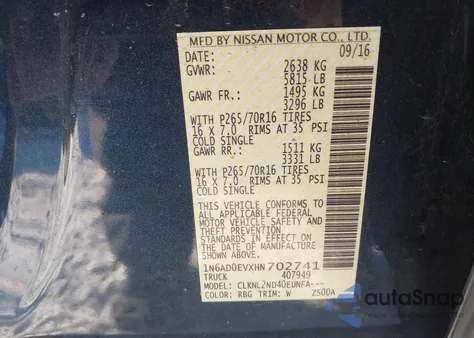 MFD BY NISSAN MOTOR CO., LTD.
DATE: 09/16
GVWR: 2638 KG
5815 LB
GAWR FR.: 1495 KG
3296 LB
WITH P265/70R16 TIRES
16 X 7.0 RIMS AT 35 PSI
COLD SINGLE
GAWR RR.: 1511 KG
3331 LB
WITH P265/70R16 TIRES
16 X 7.0 RIMS AT 35 PSI
COLD SINGLE
THIS VEHICLE CONFORMS TO
ALL APPLICABLE FEDERAL
MOTOR VEHICLE SAFETY AND
THEFT PREVENTION
STANDARDS IN EFFECT ON
THE DATE OF MANUFACTURE
SHOWN ABOVE.
1N6AD0EVXHN702741
TRUCK 407949
MODEL: CLKNL2ND40EUNFA---
COLOR: RBG TRIM: W ZS0DA
autoSnap